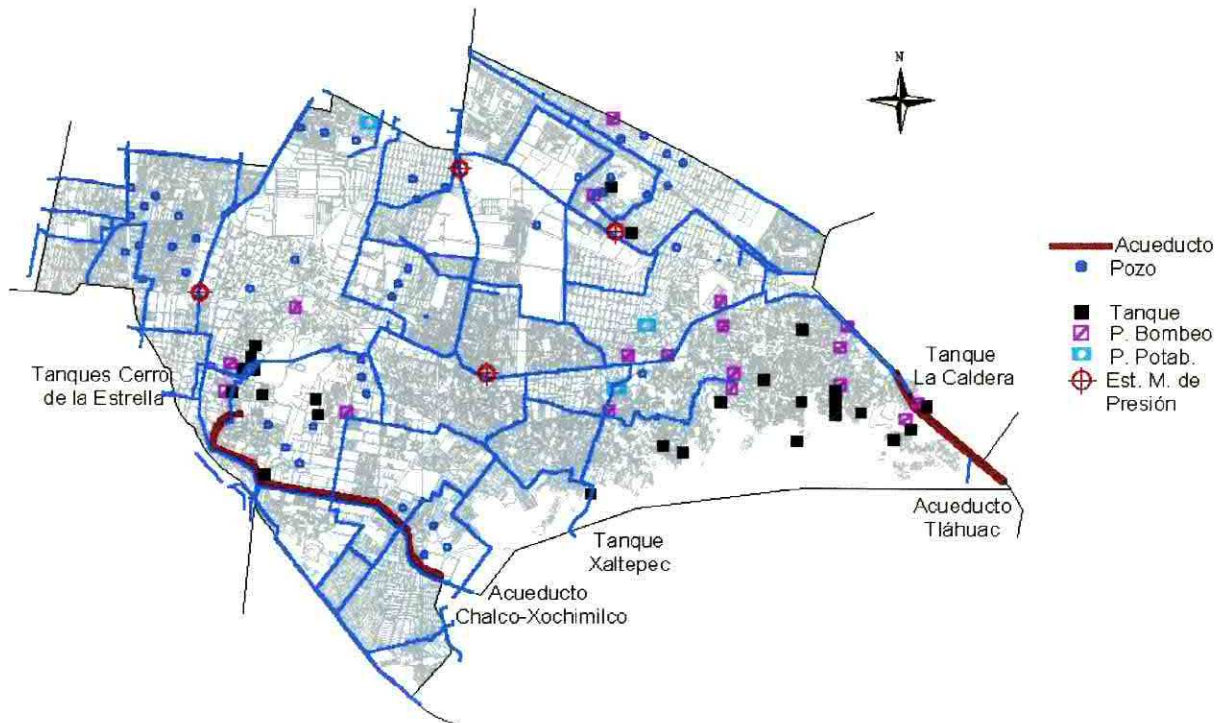 N
Acueducto
Pozo
Tanque
P. Bombeo
P. Potab.
Est. M. de
Presión
Tanque
La Caldera
Tanques Cerro
de la Estrella
Acueducto
Tláhuac
Tanque
Xaltepec
Acueducto
Chalco-Xochimilco